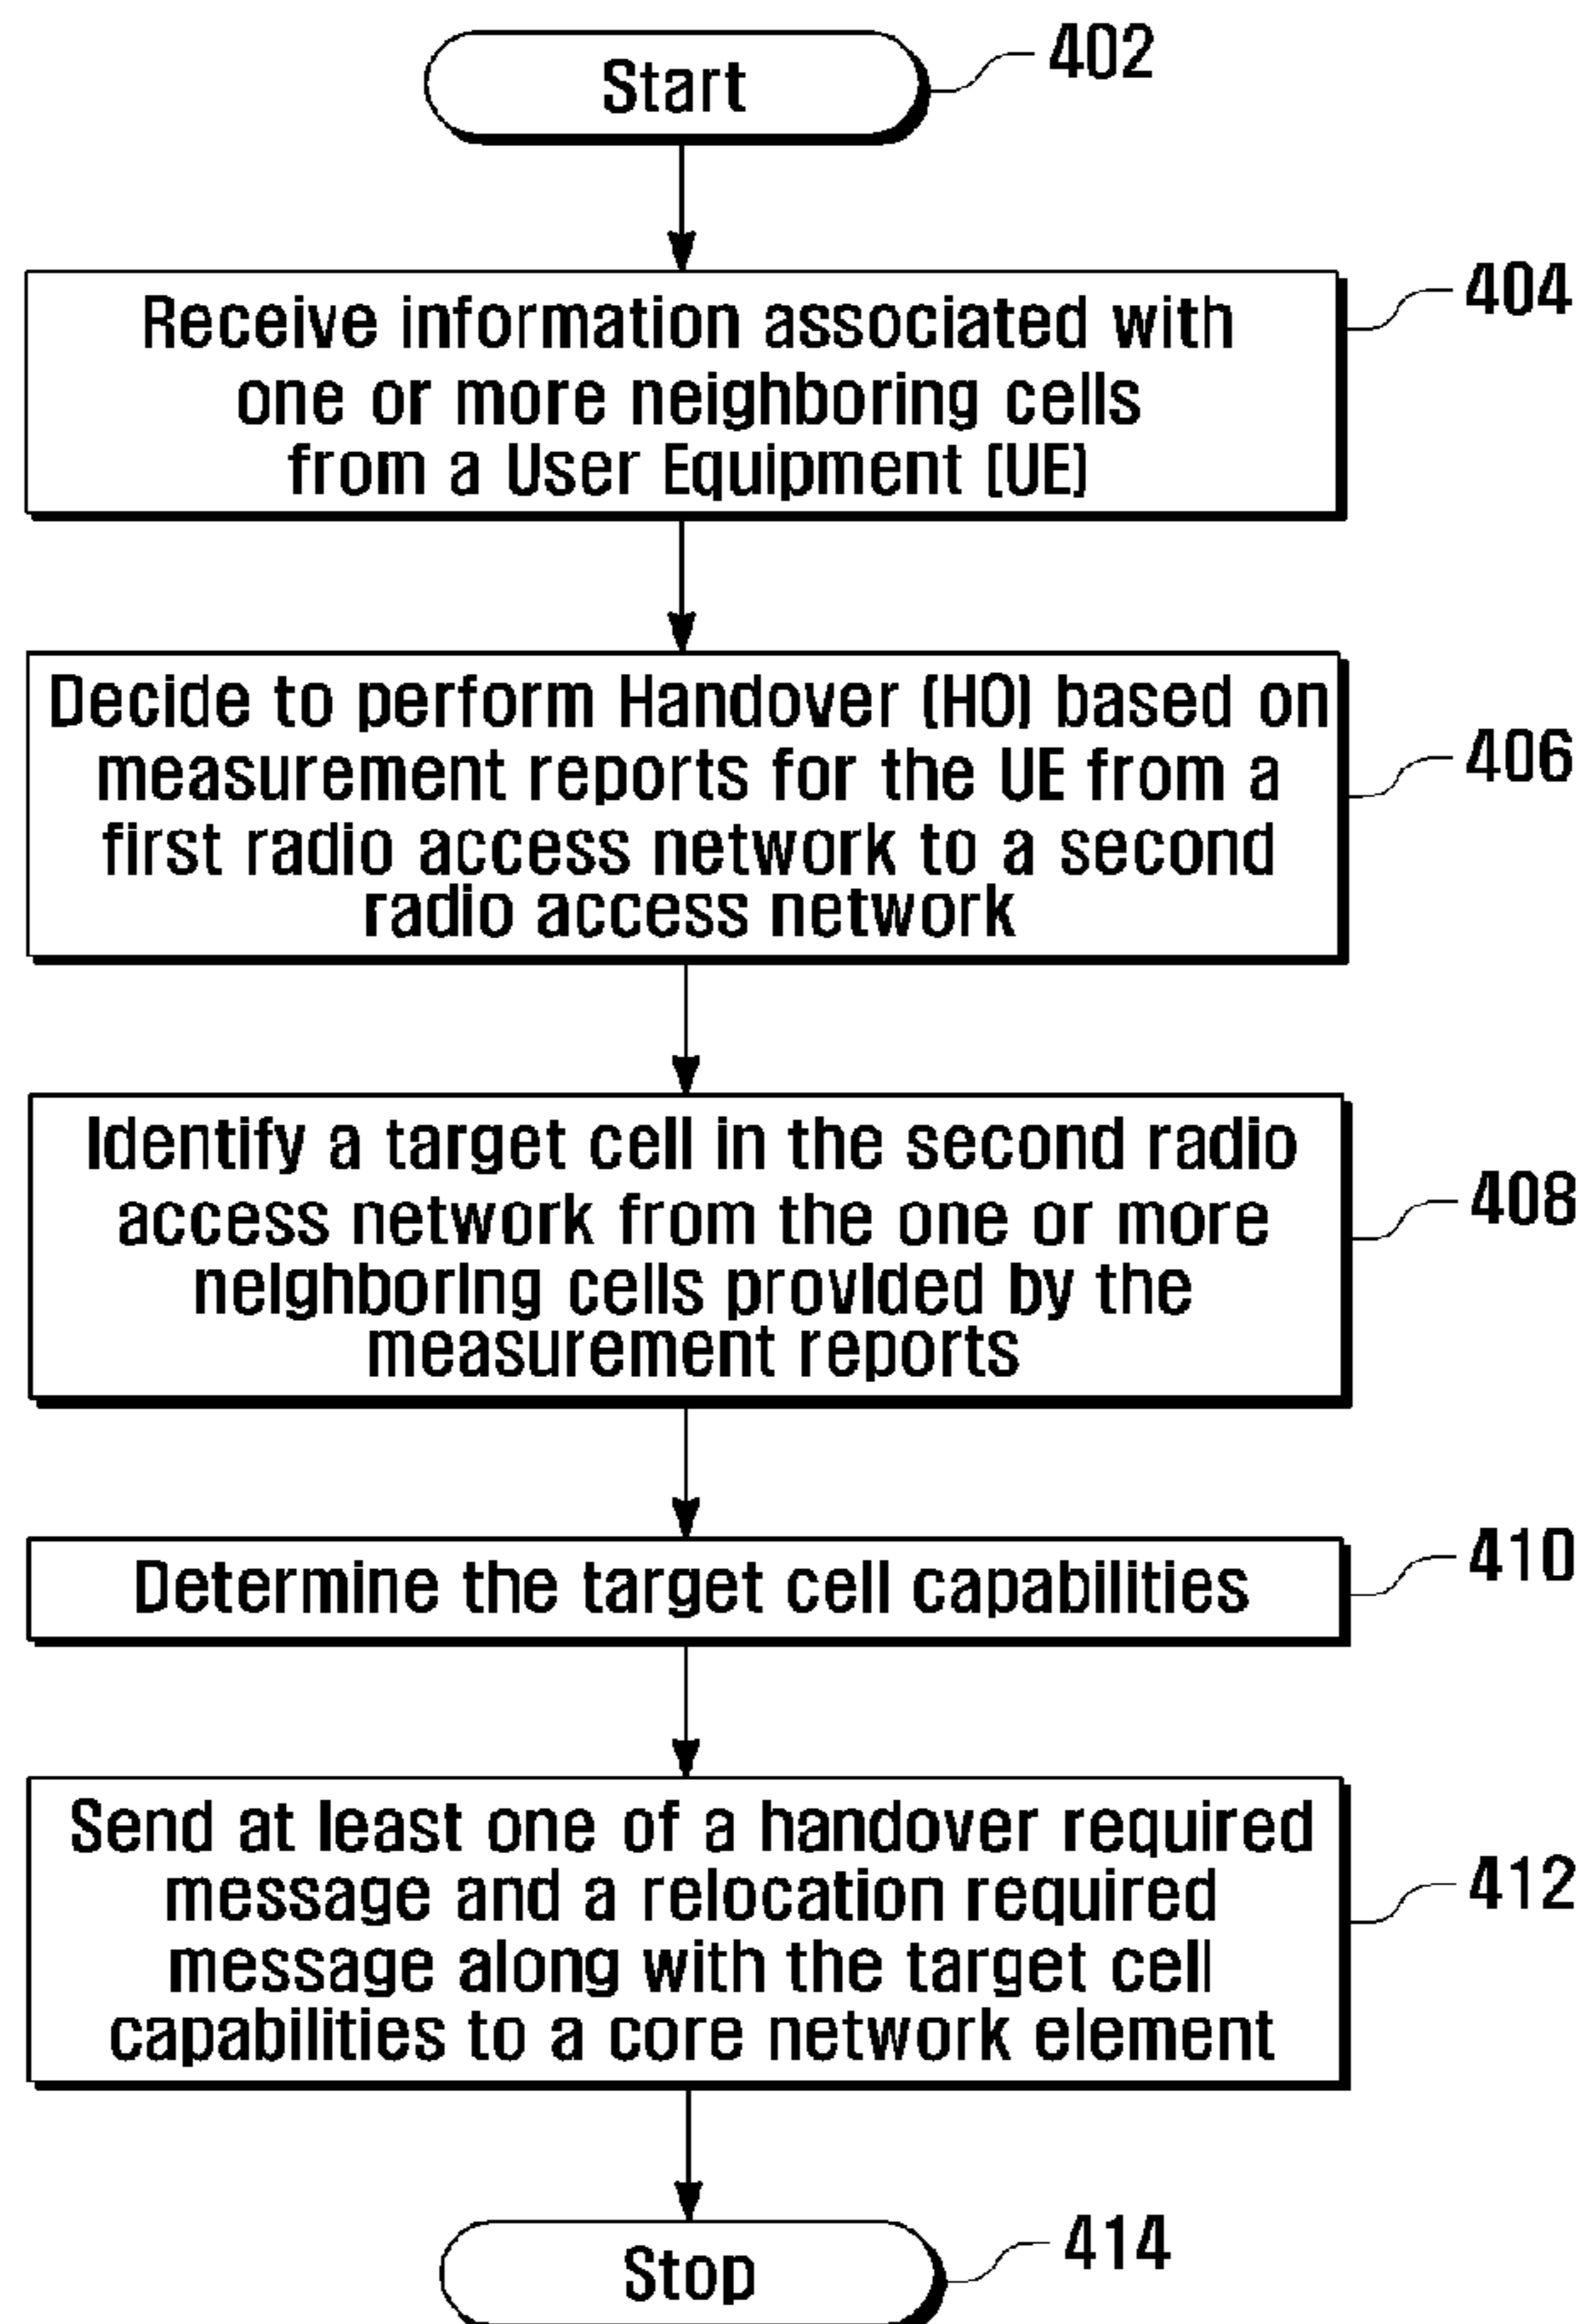 Start
402
Receive information associated with
one or more neighboring cells
from a User Equipment (UE)
404
Decide to perform Handover (HO) based on
measurement reports for the UE from a
first radio access network to a second
radio access network
406
Identify a target cell in the second radio
access network from the one or more
neighboring cells provided by the
measurement reports
408
Determine the target cell capabilities
410
Send at least one of a handover required
message and a relocation required
message along with the target cell
capabilities to a core network element
412
Stop
414